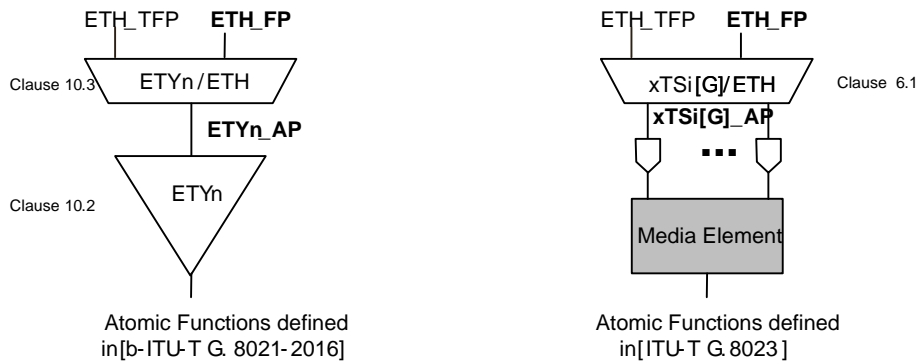 ETH_TFP ETH_FP
Clause 10.3 ETYn/ETH
ETYn_AP
Clause 10.2 ETYn
Atomic Functions defined
in[b-ITU-T G. 8021-2016]
ETH_TFP ETH_FP
xTSi[G]/ETH Clause 6.1
xTSi[G]_AP
...
Media Element
Atomic Functions defined
in[ITU-T G.8023]